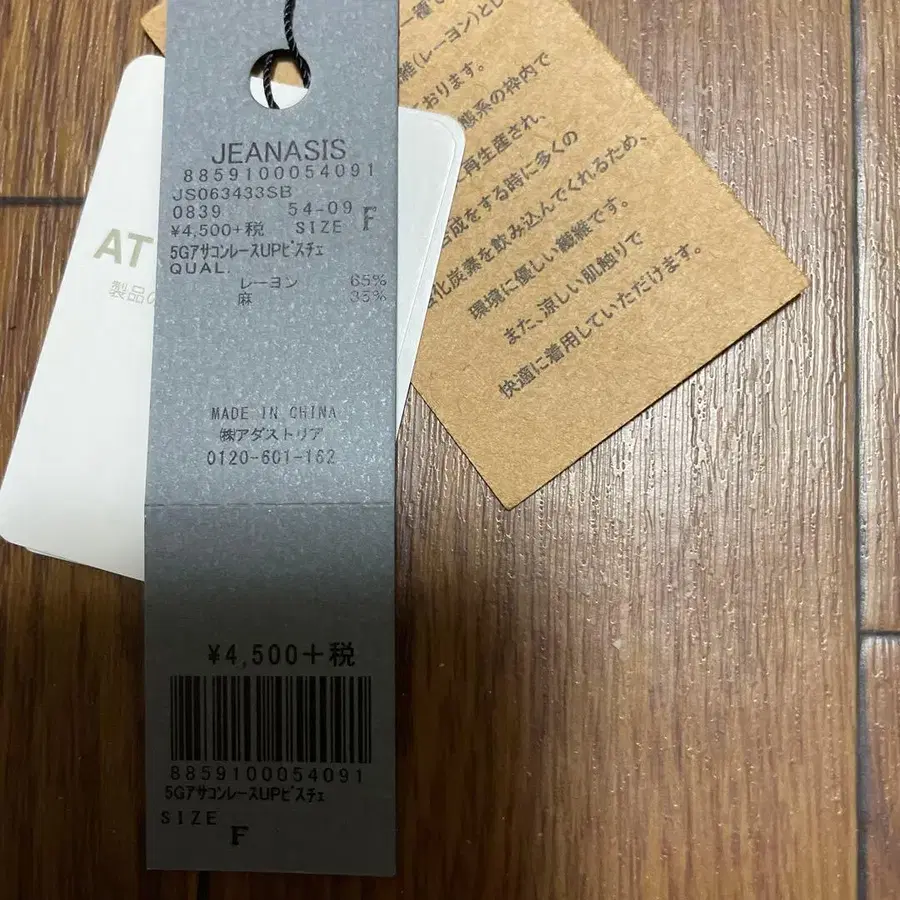 JEANASIS
8859100054091
JS063433SB
0839 54-09
¥4,500+税 SIZE F
5GアサコンレースUPビスチェ
QUAL.
レーヨン 65%
麻 35%
MADE IN CHINA
㈱アダストリア
0120-601-162
¥4,500+税
8859100054091
5GアサコンレースUPビスチェ
SIZE
F
AT
製品の
(レーヨン)とし
おります。
態系の枠内で
再生産され、
合成をする時に多くの
化炭素を飲み込んでくれるため、
環境に優しい繊維です。
また、涼しい肌触りで
快適に着用していただけます。